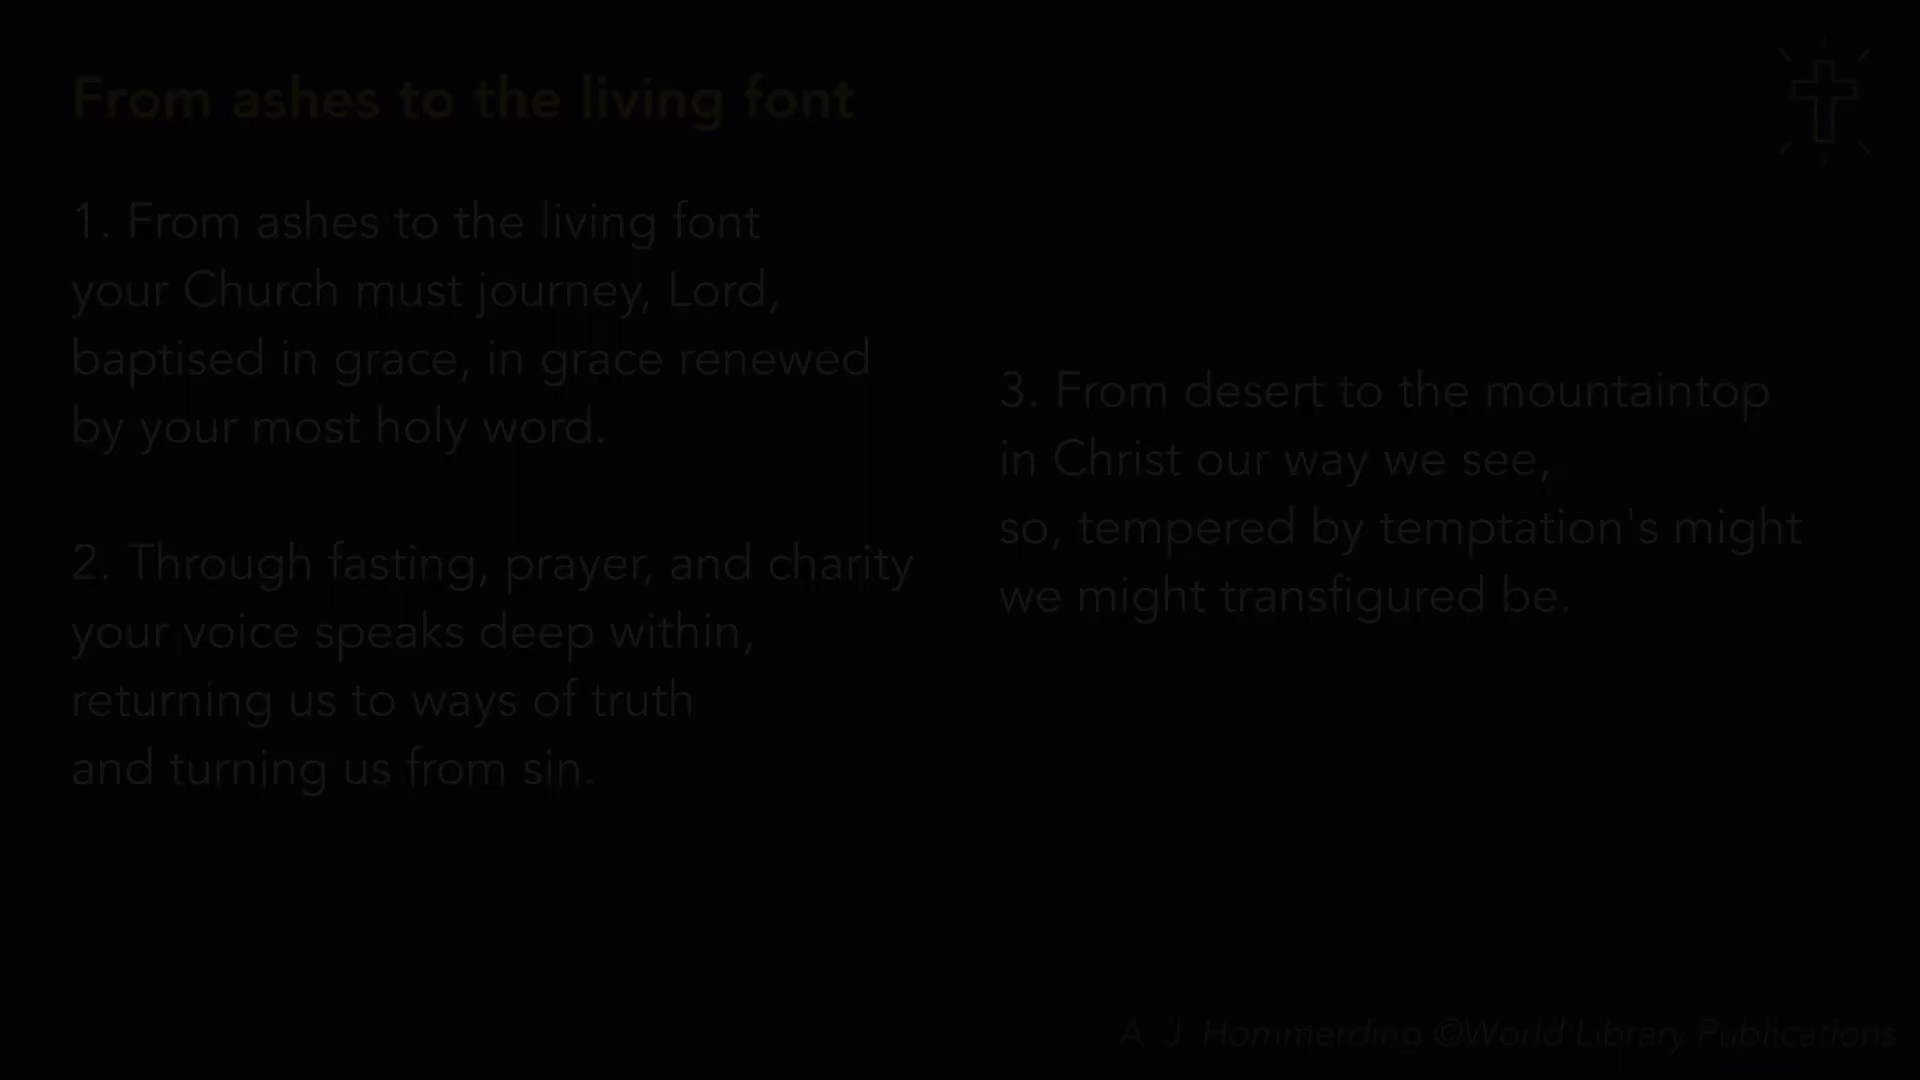 From ashes to the living font
1. From ashes to the living font
your Church must journey, Lord,
baptised in grace, in grace renewed
by your most holy word.
2. Through fasting, prayer, and charity
your voice speaks deep within,
returning us to ways of truth
and turning us from sin.
3. From desert to the mountaintop
in Christ our way we see,
so, tempered by temptation's might
we might transfigured be.
A. J. Hommerding ©World Library Publications